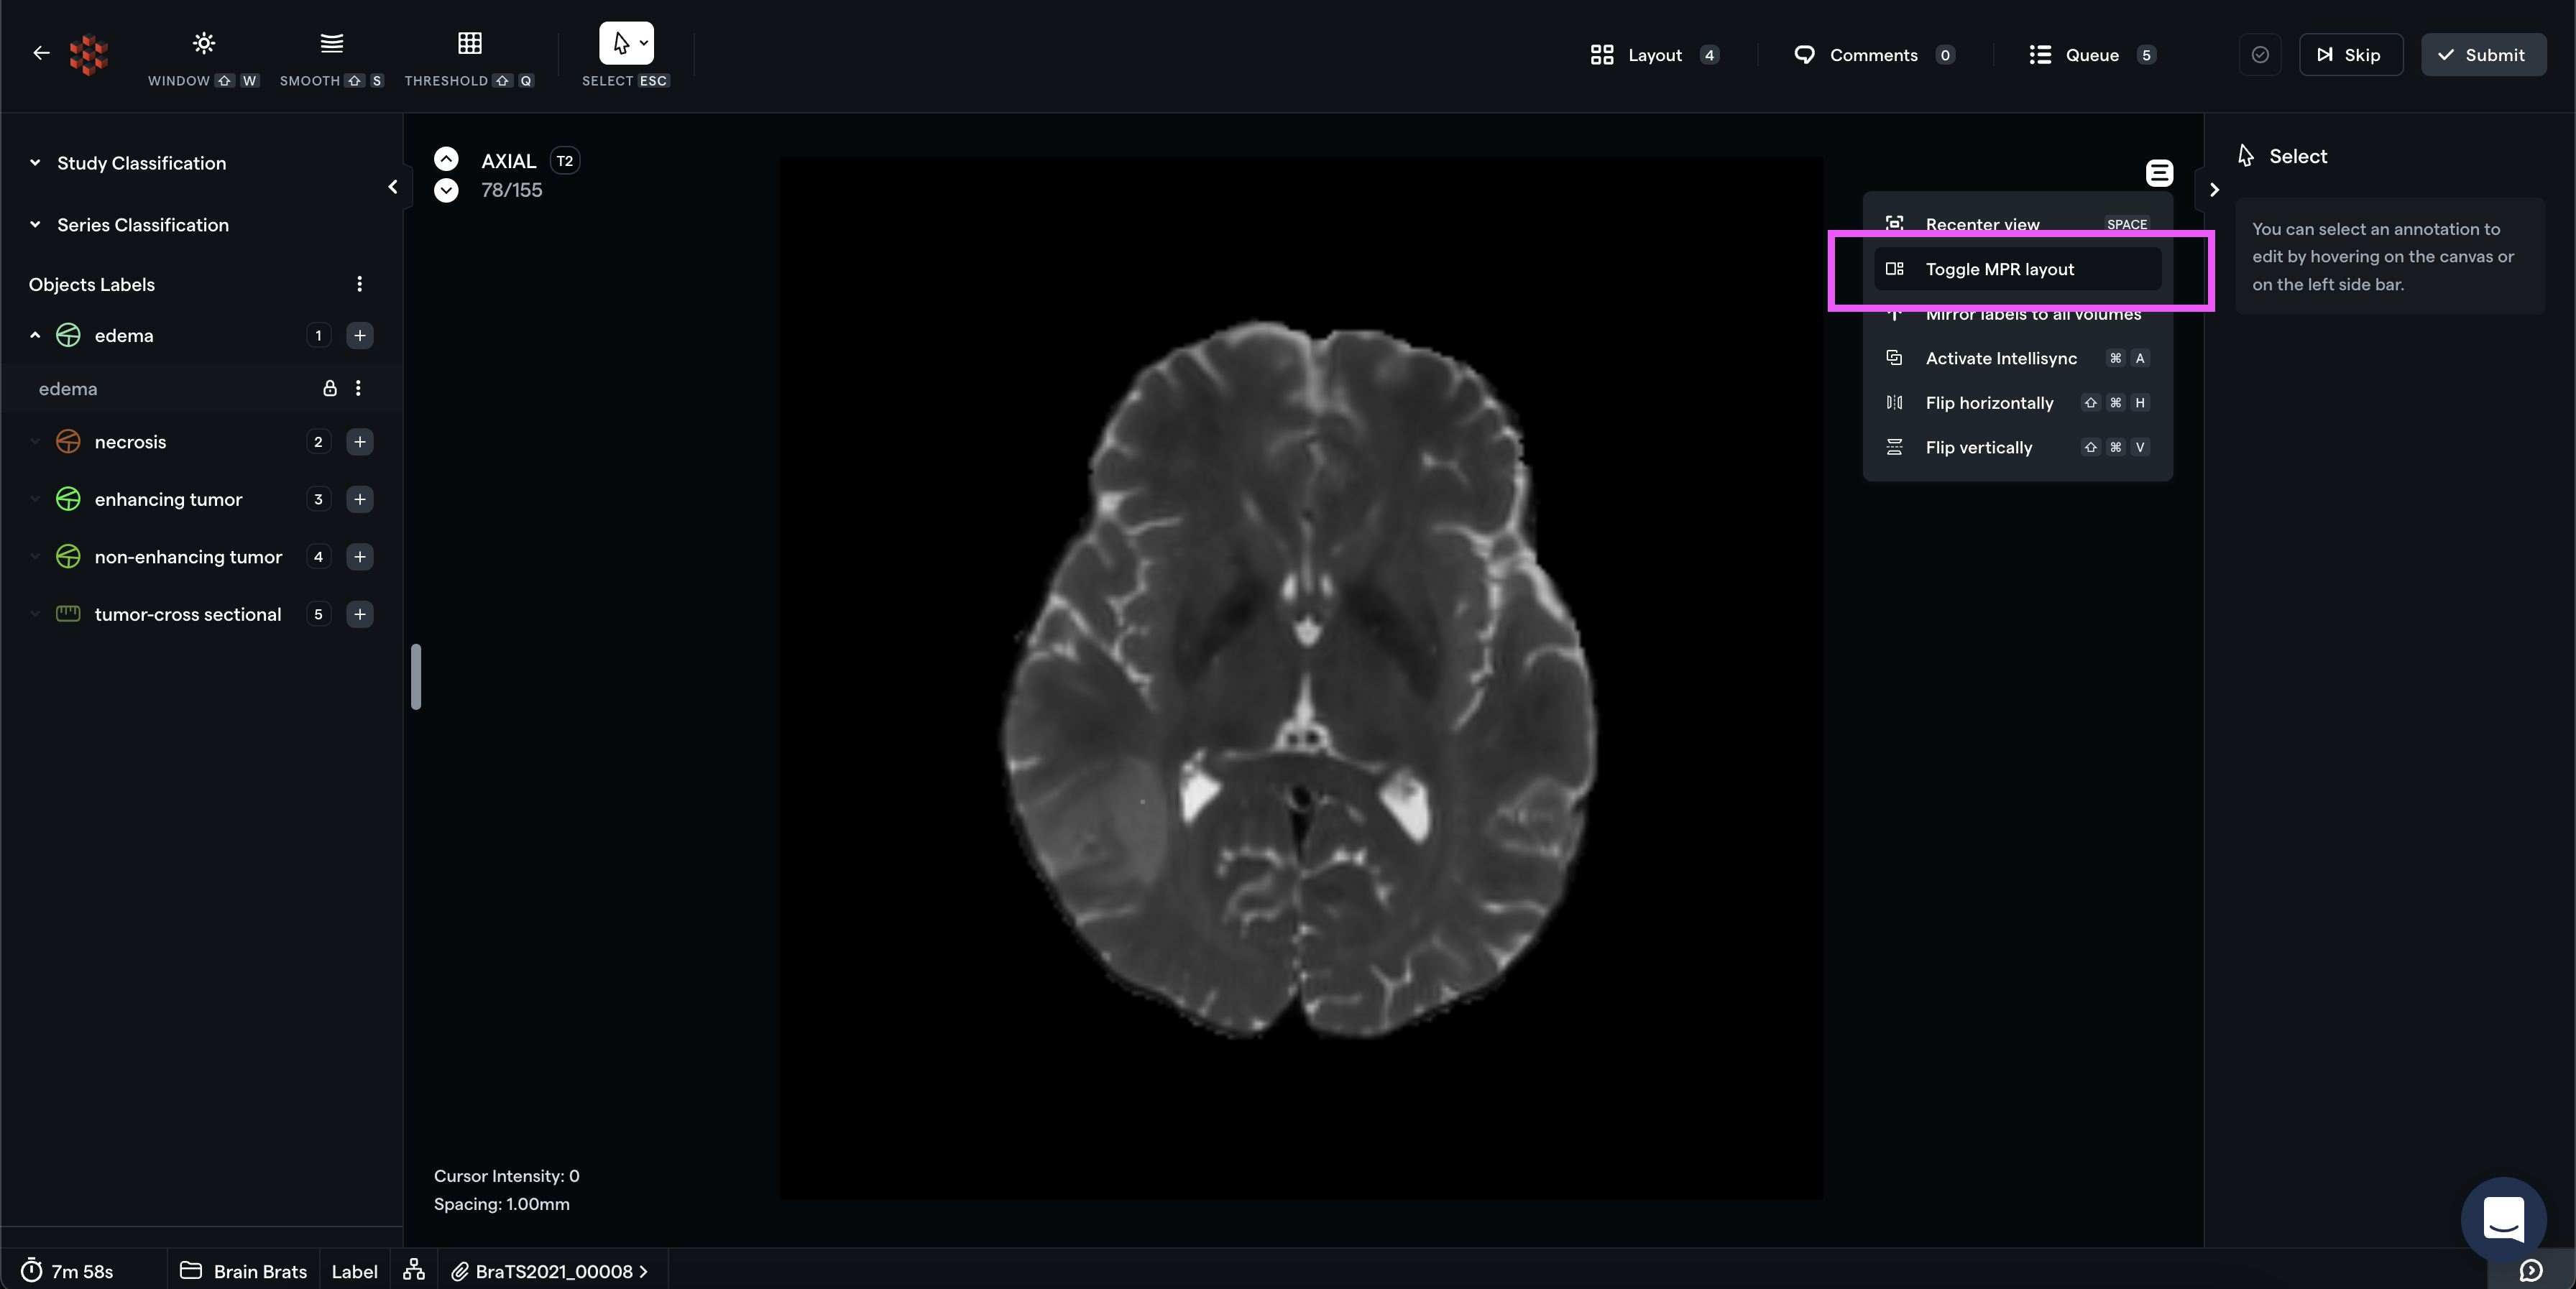 WINDOW ⇧ W
SMOOTH ⇧ S
THRESHOLD ⇧ Q
SELECT ESC
Layout 4
Comments 0
Queue 5
Skip
Submit
Study Classification
Series Classification
Objects Labels
edema 1 +
edema
necrosis 2 +
enhancing tumor 3 +
non-enhancing tumor 4 +
tumor-cross sectional 5 +
AXIAL T2
78/155
Recenter view SPACE
Toggle MPR layout
Mirror labels to all volumes
Activate Intellisync ⌘ A
Flip horizontally ⇧ ⌘ H
Flip vertically ⇧ ⌘ V
Select
You can select an annotation to
edit by hovering on the canvas or
on the left side bar.
Cursor Intensity: 0
Spacing: 1.00mm
7m 58s
Brain Brats
Label
BraTS2021_00008